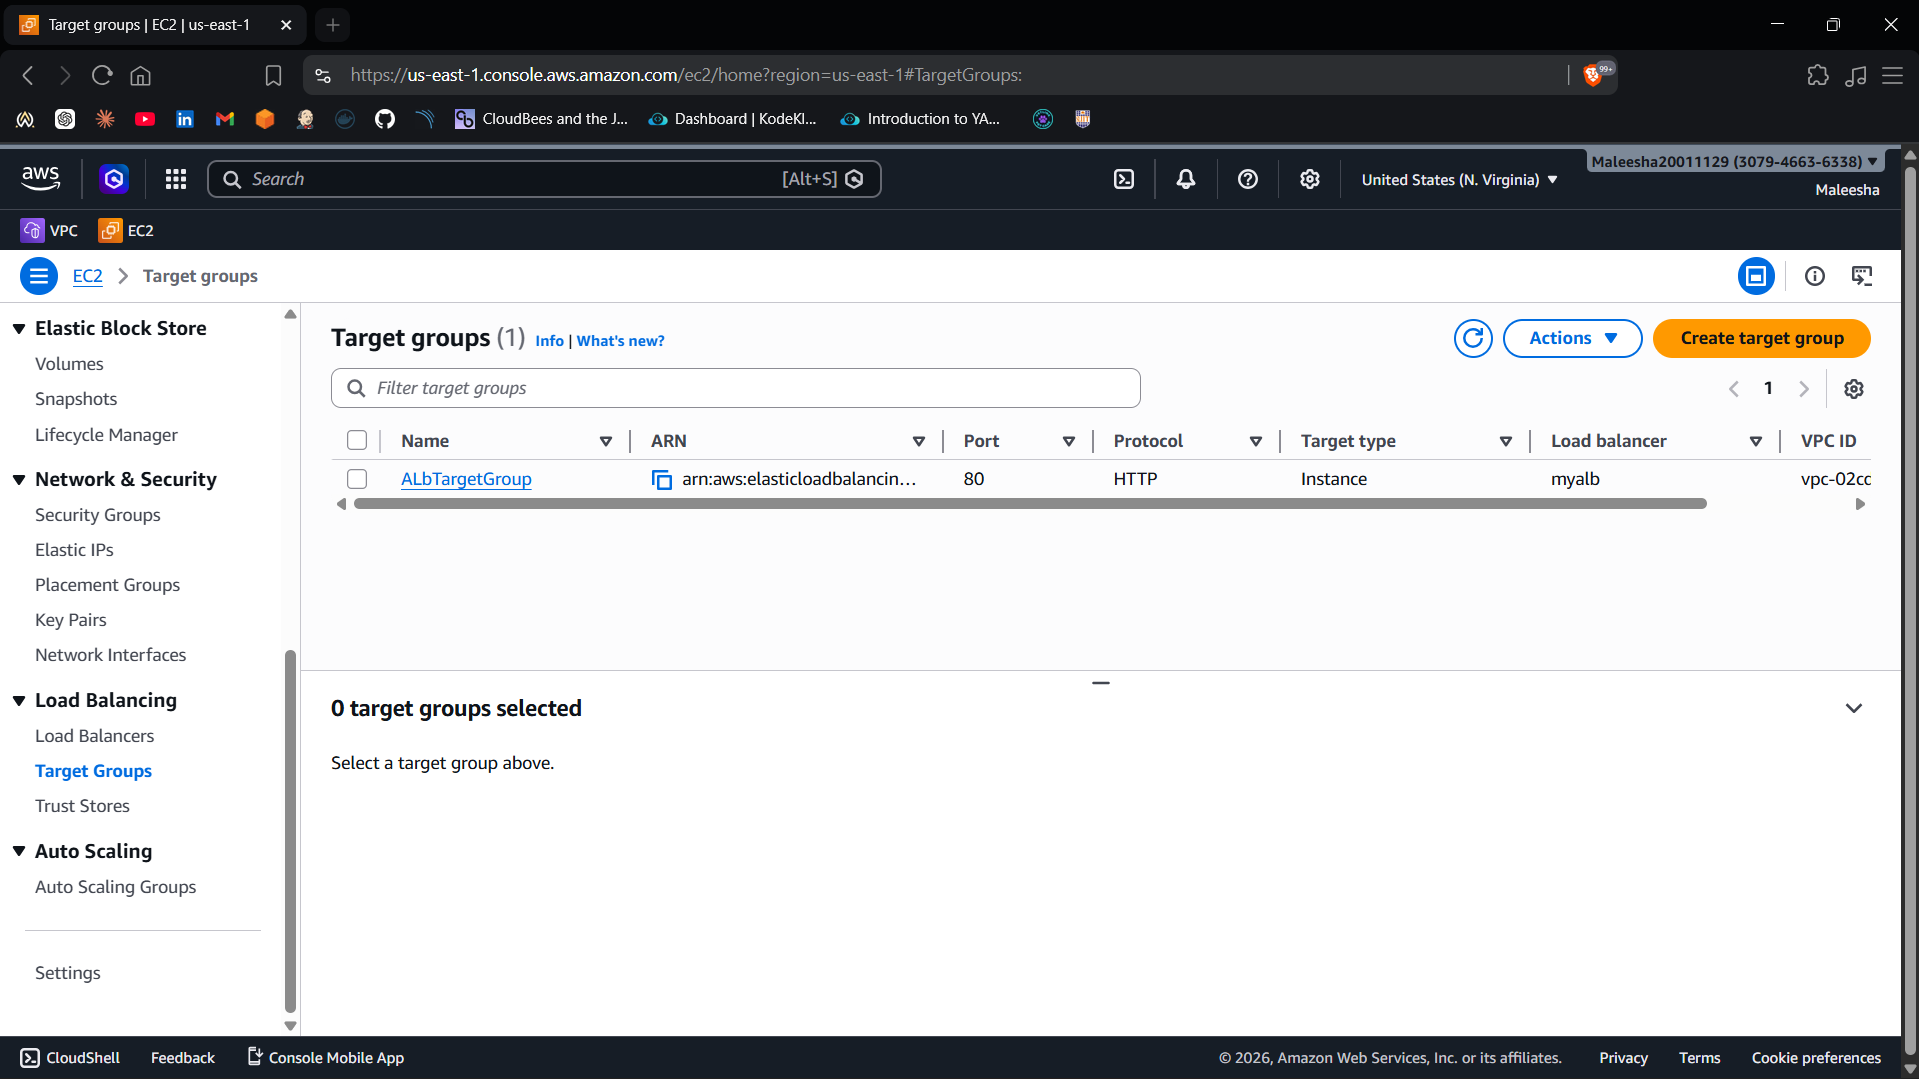 Target groups | EC2 | us-east-1
https://us-east-1.console.aws.amazon.com/ec2/home?region=us-east-1#TargetGroups:
99+
CloudBees and the J...
Dashboard | KodeKl...
Introduction to YA...
aws
Search
[Alt+S]
United States (N. Virginia)
Maleesha20011129 (3079-4663-6338)
Maleesha
VPC
EC2
EC2
Target groups
Elastic Block Store
Volumes
Snapshots
Lifecycle Manager
Network & Security
Security Groups
Elastic IPs
Placement Groups
Key Pairs
Network Interfaces
Load Balancing
Load Balancers
Target Groups
Trust Stores
Auto Scaling
Auto Scaling Groups
Settings
Target groups (1) Info | What's new?
Actions
Create target group
Filter target groups
1
Name ARN Port Protocol Target type Load balancer VPC ID
ALbTargetGroup arn:aws:elasticloadbalancin... 80 HTTP Instance myalb vpc-02cc
0 target groups selected
Select a target group above.
CloudShell Feedback Console Mobile App
© 2026, Amazon Web Services, Inc. or its affiliates. Privacy Terms Cookie preferences